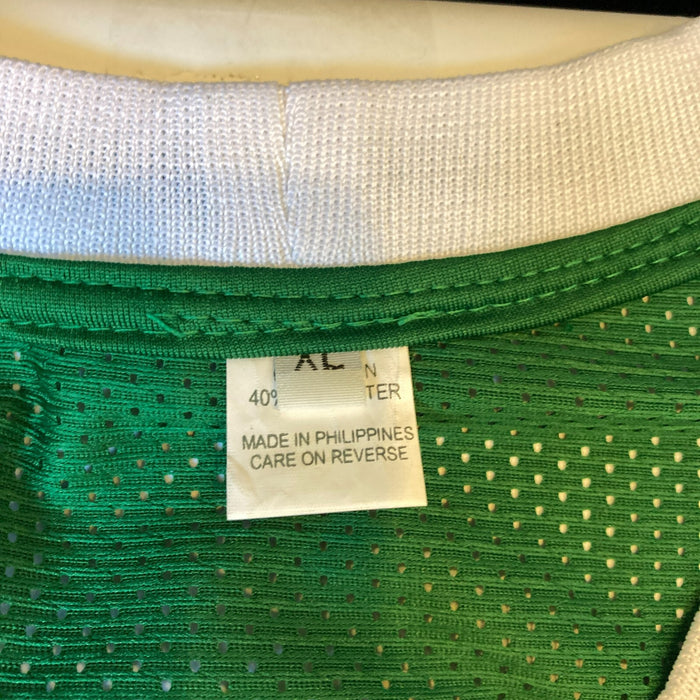 XL
N
40% TER
MADE IN PHILIPPINES
CARE ON REVERSE